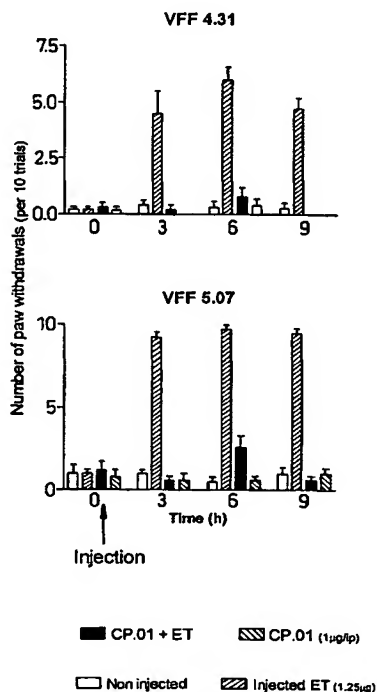 VFF 4.31
Number of paw withdrawals (per 10 trials)
7.5
5.0
2.5
0.0
0 3 6 9
VFF 5.07
10
5
0
0 3 6 9
Time (h)
Injection
CP.01 + ET CP.01 (1µg/ip)
Non injected Injected ET (1.25µg)